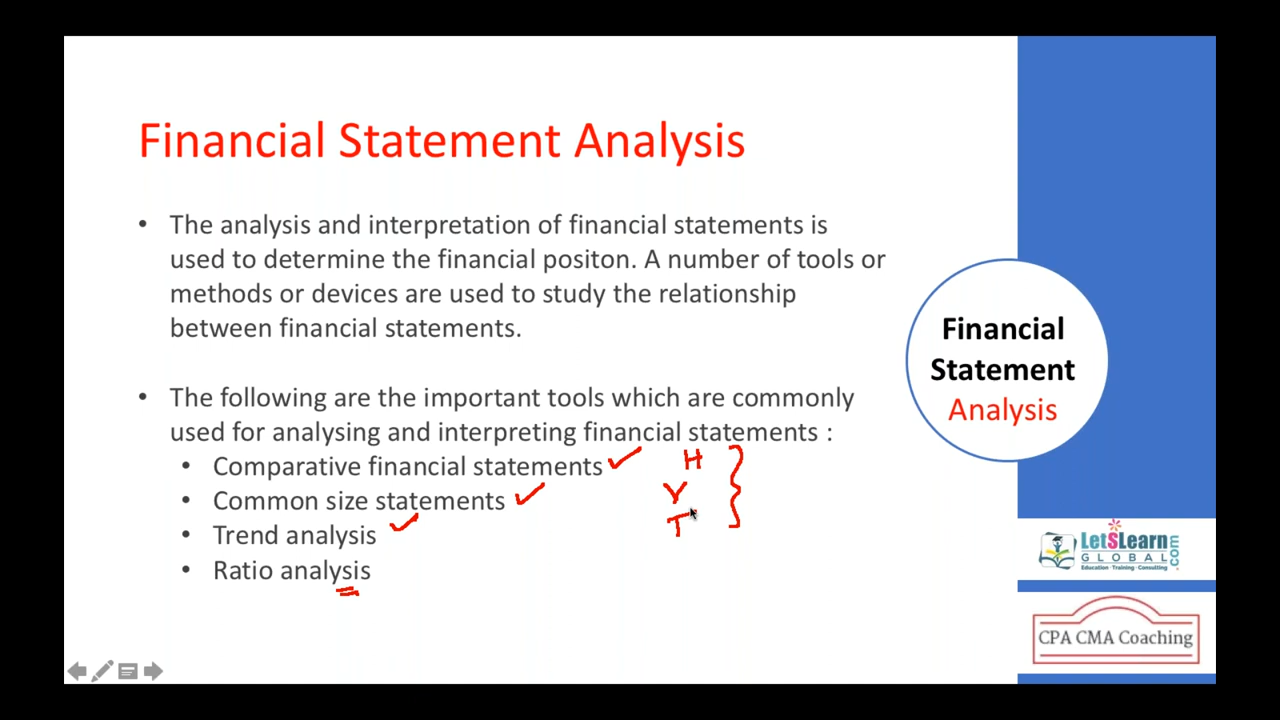 Financial Statement Analysis
• The analysis and interpretation of financial statements is
used to determine the financial positon. A number of tools or
methods or devices are used to study the relationship
between financial statements.
• The following are the important tools which are commonly
used for analysing and interpreting financial statements :
• Comparative financial statements
• Common size statements
• Trend analysis
• Ratio analysis
H
V
T
Financial
Statement
Analysis
LetSLearn
GLOBAL.com
Education・Training・Consulting
CPA CMA Coaching